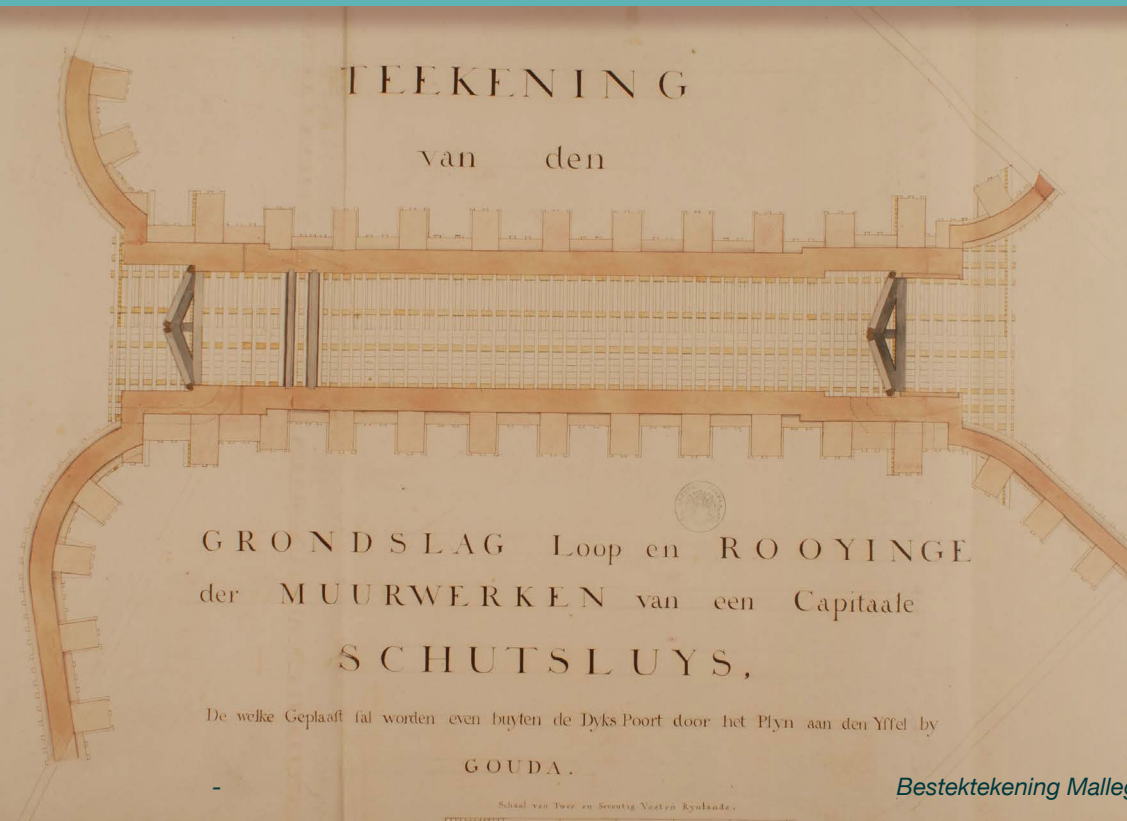 TEEKENING
van den
GRONDSLAG Loop en ROOYINGE
der MUURWERKEN van een Capitaale
SCHUTSLUYS,
De welke Geplaast sal worden even buyten de Dyks Poort door het Plyn aan den Yssel by
GOUDA.
-
Bestektekening Malleg
Schaal van Twee en Seventig Voeten Rynlands.